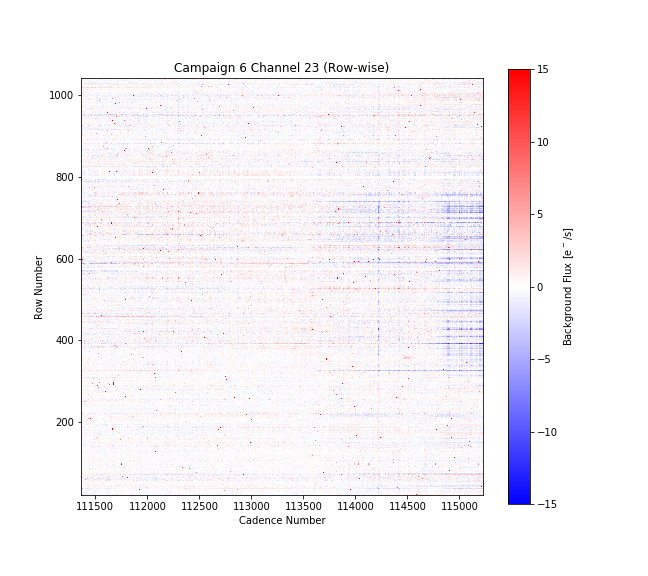 Campaign 6 Channel 23 (Row-wise)
1000
800
600
400
200
Row Number
111500 112000 112500 113000 113500 114000 114500 115000
Cadence Number
15
10
5
0
−5
−10
−15
Background Flux [e⁻/s]